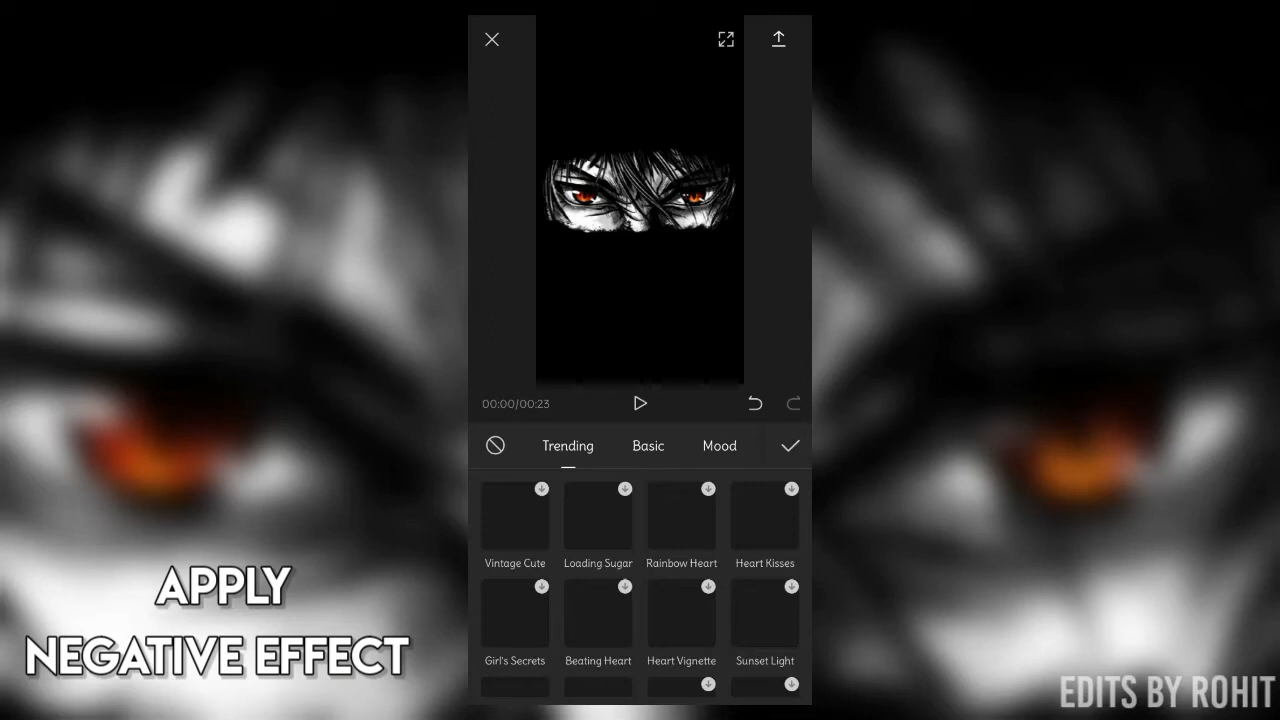 00:00/00:23
Trending Basic Mood
Vintage Cute Loading Sugar Rainbow Heart Heart Kisses
Girl's Secrets Beating Heart Heart Vignette Sunset Light
APPLY
NEGATIVE EFFECT
EDITS BY ROHIT